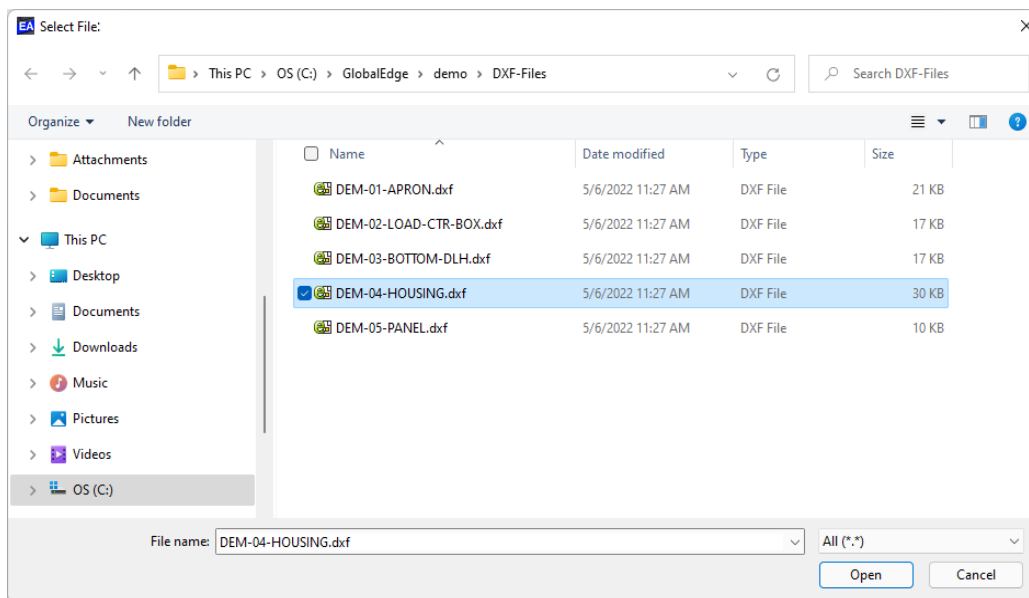 EA Select File:
This PC > OS (C:) > GlobalEdge > demo > DXF-Files
Search DXF-Files
Organize New folder
?
Attachments
Documents
This PC
Desktop
Documents
Downloads
Music
Pictures
Videos
OS (C:)
Name Date modified Type Size
DEM-01-APRON.dxf 5/6/2022 11:27 AM DXF File 21 KB
DEM-02-LOAD-CTR-BOX.dxf 5/6/2022 11:27 AM DXF File 17 KB
DEM-03-BOTTOM-DLH.dxf 5/6/2022 11:27 AM DXF File 17 KB
DEM-04-HOUSING.dxf 5/6/2022 11:27 AM DXF File 30 KB
DEM-05-PANEL.dxf 5/6/2022 11:27 AM DXF File 10 KB
File name: DEM-04-HOUSING.dxf All (*.*)
Open Cancel